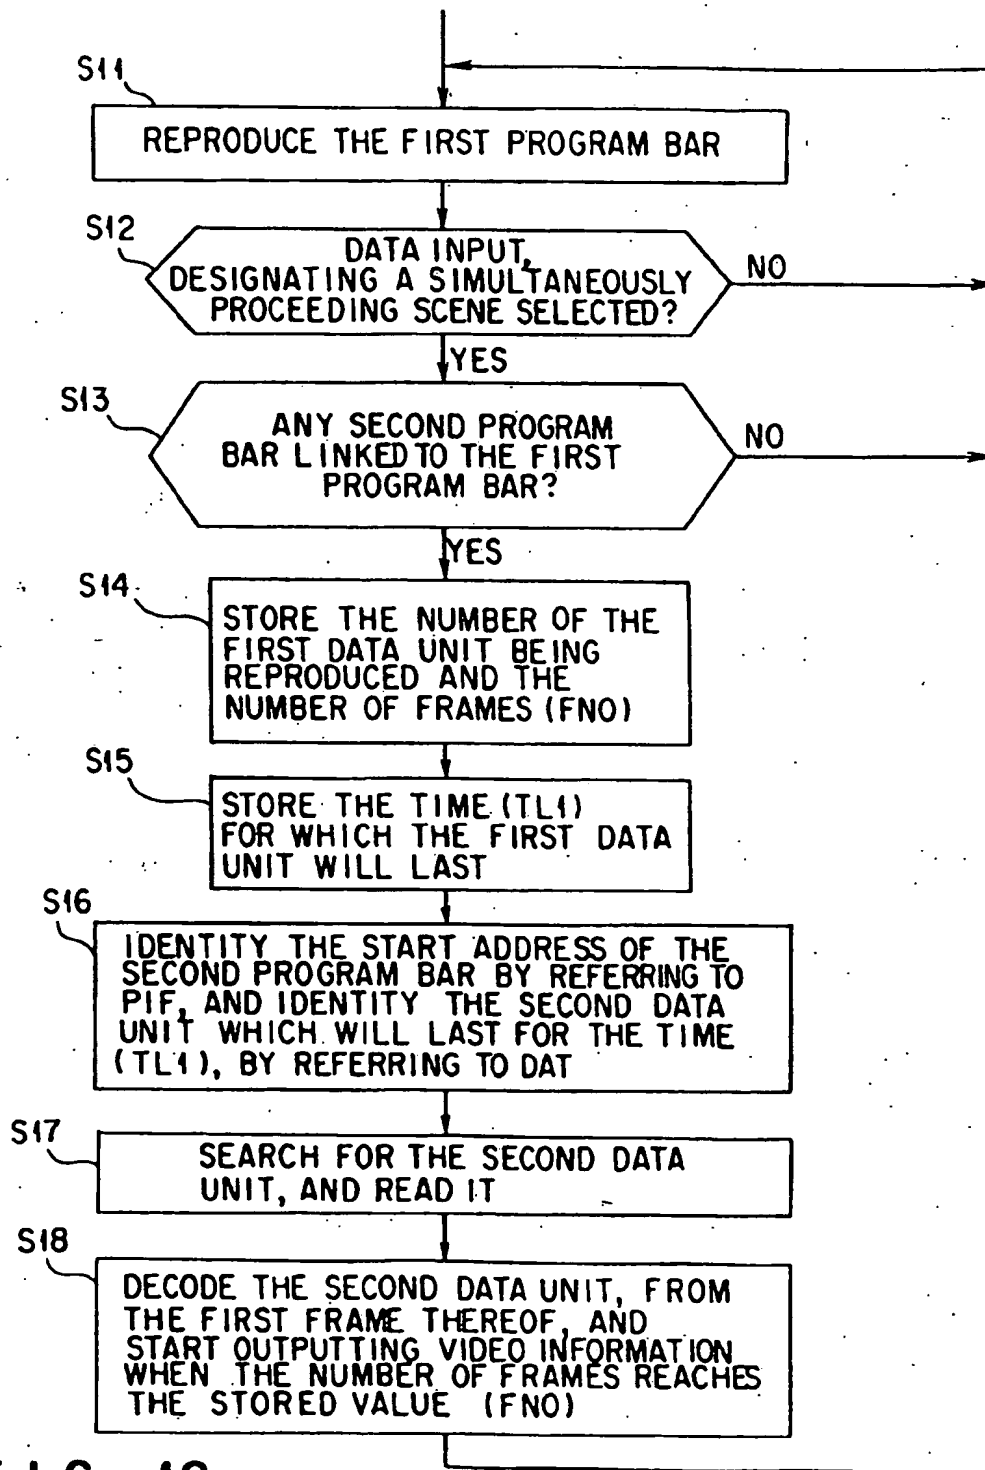 S11
REPRODUCE THE FIRST PROGRAM BAR
S12
DATA INPUT,
DESIGNATING A SIMULTANEOUSLY
PROCEEDING SCENE SELECTED?
NO
YES
S13
ANY SECOND PROGRAM
BAR LINKED TO THE FIRST
PROGRAM BAR?
NO
YES
S14
STORE THE NUMBER OF THE
FIRST DATA UNIT BEING
REPRODUCED AND THE
NUMBER OF FRAMES (FNO)
S15
STORE THE TIME (TL1)
FOR WHICH THE FIRST DATA
UNIT WILL LAST
S16
IDENTITY THE START ADDRESS OF THE
SECOND PROGRAM BAR BY REFERRING TO
PIF, AND IDENTITY THE SECOND DATA
UNIT WHICH WILL LAST FOR THE TIME
(TL1), BY REFERRING TO DAT
S17
SEARCH FOR THE SECOND DATA
UNIT, AND READ IT
S18
DECODE THE SECOND DATA UNIT, FROM
THE FIRST FRAME THEREOF, AND
START OUTPUTTING VIDEO INFORMATION
WHEN THE NUMBER OF FRAMES REACHES
THE STORED VALUE (FNO)